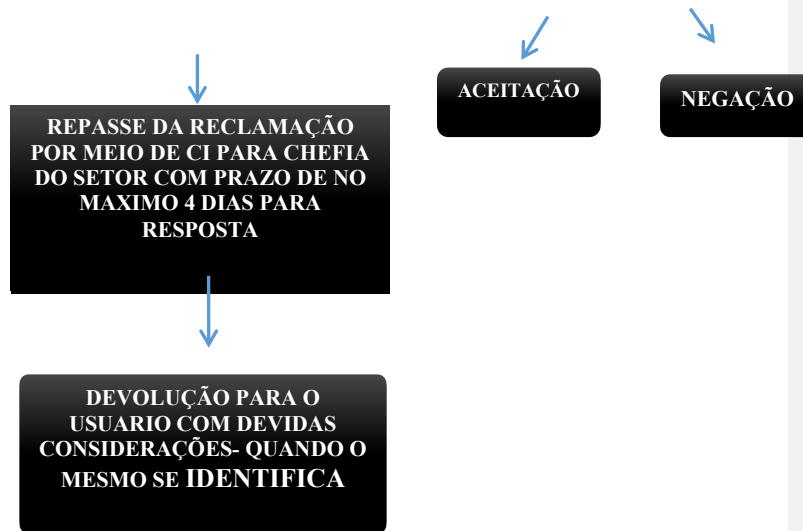 REPASSE DA RECLAMAÇÃO
POR MEIO DE CI PARA CHEFIA
DO SETOR COM PRAZO DE NO
MAXIMO 4 DIAS PARA
RESPOSTA
DEVOLUÇÃO PARA O
USUARIO COM DEVIDAS
CONSIDERAÇÕES- QUANDO O
MESMO SE IDENTIFICA
ACEITAÇÃO
NEGAÇÃO